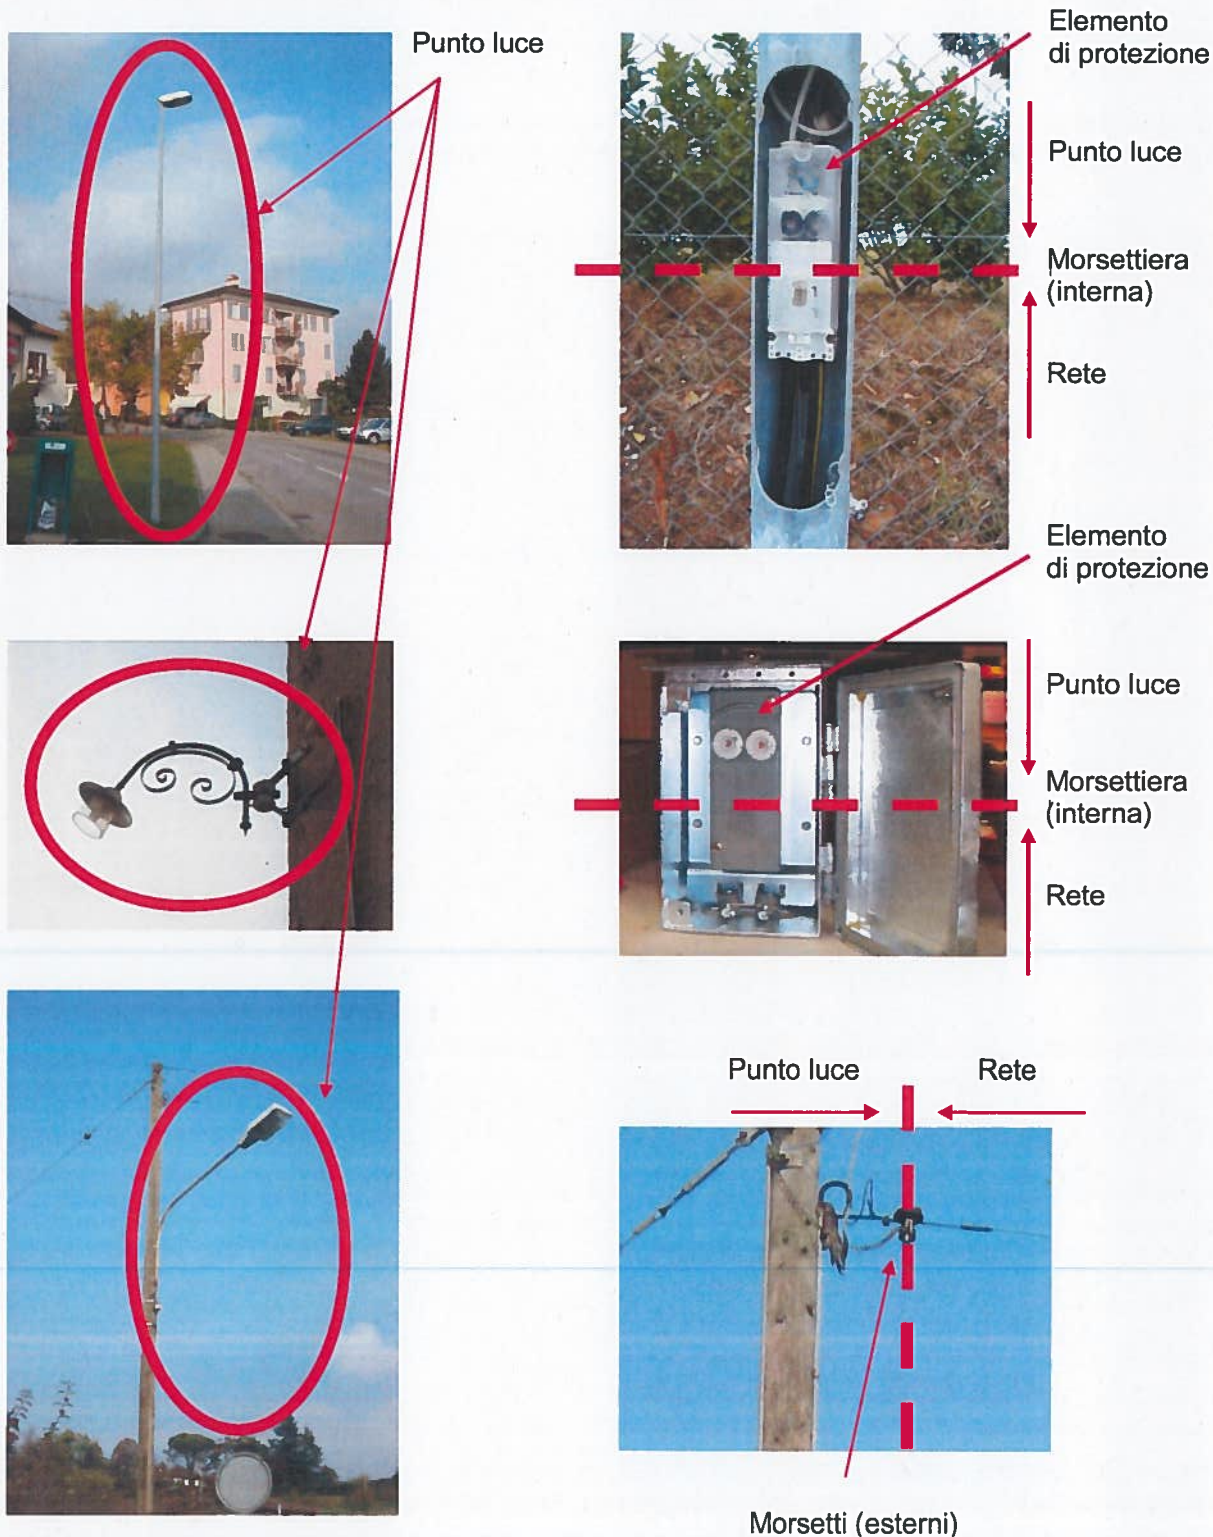 Punto luce
Elemento
di protezione
Punto luce
Morsettiera
(interna)
Rete
Elemento
di protezione
Punto luce
Morsettiera
(interna)
Rete
Punto luce
Rete
Morsetti (esterni)